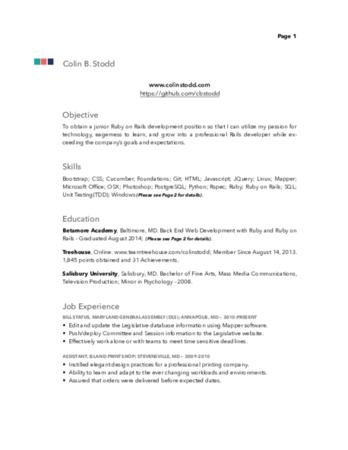 Page 1
Colin B. Stodd
www.colinstodd.com
https://github.com/cbstodd
Objective
To obtain a junior Ruby on Rails development position so that I can utilize my passion for
technology, eagerness to learn, and grow into a professional Rails developer while ex-
ceeding the company's goals and expectations.
Skills
Bootstrap; CSS; Cucumber, Foundations; Git; HTML; Javascript; JQuery; Linux; Mapper;
Microsoft Office; OSX; Photoshop; PostgreSQL; Python; Rspec; Ruby, Ruby on Rails; SQL;
Unit Testing(TDD); Windows (Please see Page 2 for details).
Education
Betamore Academy, Baltimore, MD. Back End Web Development with Ruby and Ruby on
Rails - Graduated August 2014; (Please see Page 2 for details).
Treehouse, Online. www.teamtreehouse.com/colinstodd; Member Since August 14, 2013.
1,845 points obtained and 31 Achievements.
Salisbury University, Salisbury, MD. Bachelor of Fine Arts, Mass Media Communications,
Television Production; Minor in Psychology - 2008.
Job Experience
BILL STATUS, MARYLAND GENERAL ASSEMBLY (DLS); ANNAPOLIS, MD — 2010-PRESENT
• Edit and update the Legislative database information using Mapper software.
• Push/deploy Committee and Session information to the Legislative website.
• Effectively work alone or with teams to meet time sensitive deadlines.
ASSISTANT, ISLAND PRINT SHOP; STEVENSVILLE, MD — 2009-2010
• Instilled elegant design practices for a professional printing company.
• Ability to learn and adapt to the ever changing workloads and environments.
• Assured that orders were delivered before expected dates.